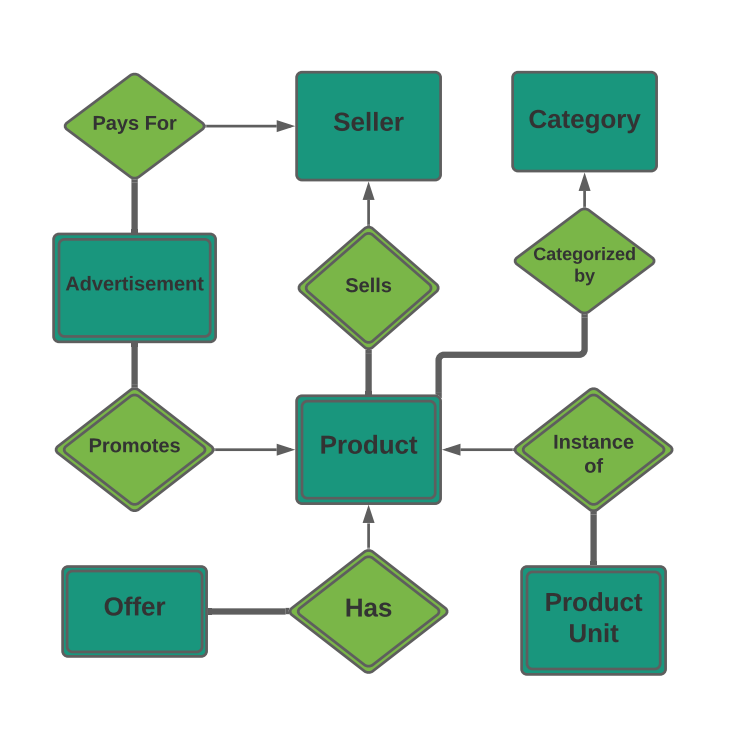 Pays For
Seller
Category
Categorized
by
Advertisement
Sells
Promotes
Product
Instance
of
Offer
Has
Product
Unit